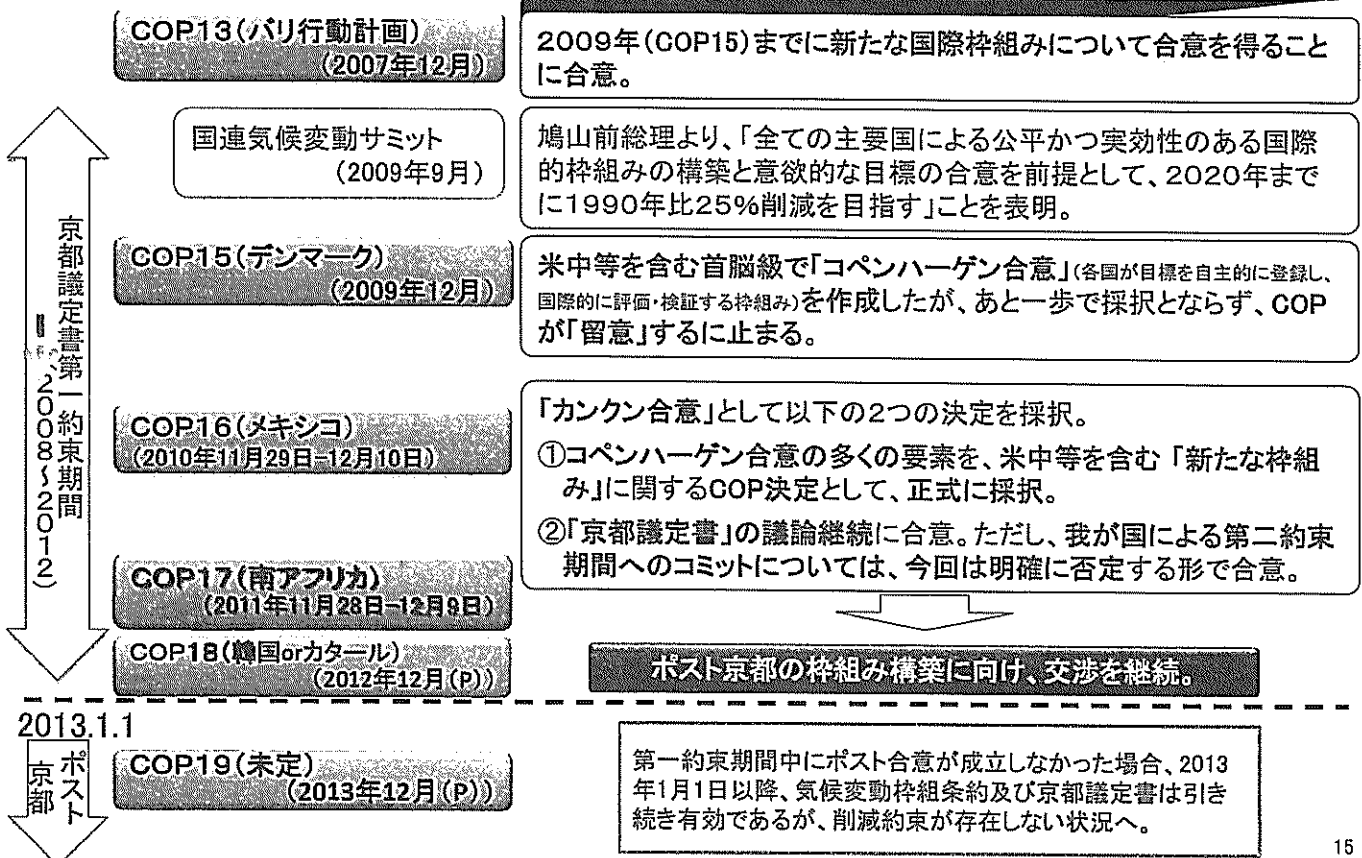 COP13(バリ行動計画)
(2007年12月)
2009年(COP15)までに新たな国際枠組みについて合意を得ること
に合意。
国連気候変動サミット
(2009年9月)
鳩山前総理より、「全ての主要国による公平かつ実効性のある国際
的枠組みの構築と意欲的な目標の合意を前提として、2020年まで
に1990年比25%削減を目指す」ことを表明。
京都議定書第一約束期間
2008~2012)
COP15(デンマーク)
(2009年12月)
米中等を含む首脳級で「コペンハーゲン合意」(各国が目標を自主的に登録し、
国際的に評価・検証する枠組み)を作成したが、あと一歩で採択とならず、COP
が「留意」するに止まる。
COP16(メキシコ)
(2010年11月29日-12月10日)
「カンクン合意」として以下の2つの決定を採択。
①コペンハーゲン合意の多くの要素を、米中等を含む「新たな枠組
み」に関するCOP決定として、正式に採択。
②「京都議定書」の議論継続に合意。ただし、我が国による第二約束
期間へのコミットについては、今回は明確に否定する形で合意。
COP17(南アフリカ)
(2011年11月28日-12月9日)
COP18(韓国orカタール)
(2012年12月(P))
ポスト京都の枠組み構築に向け、交渉を継続。
2013.1.1
ポスト
京都
COP19(未定)
(2013年12月(P))
第一約束期間中にポスト合意が成立しなかった場合、2013
年1月1日以降、気候変動枠組条約及び京都議定書は引き
続き有効であるが、削減約束が存在しない状況へ。
15